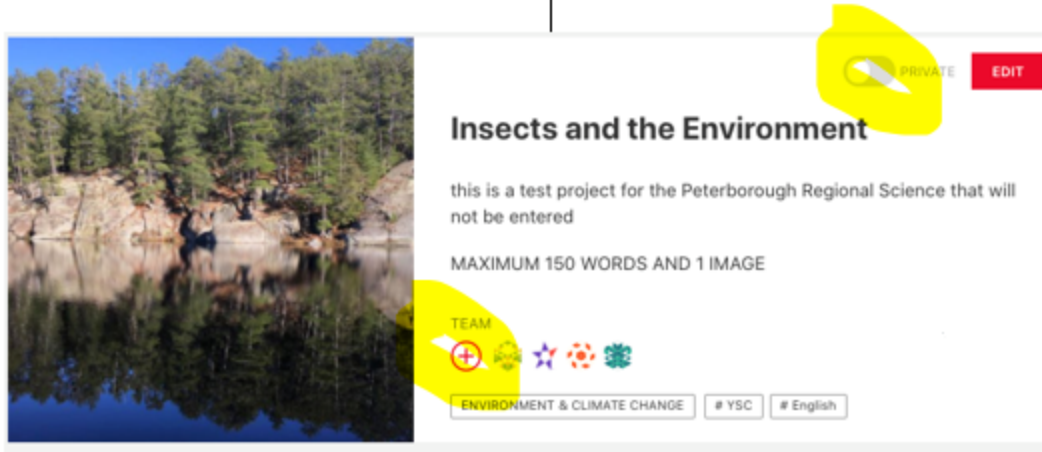 PRIVATE
EDIT
Insects and the Environment
this is a test project for the Peterborough Regional Science that will
not be entered
MAXIMUM 150 WORDS AND 1 IMAGE
TEAM
ENVIRONMENT & CLIMATE CHANGE
# YSC
# English